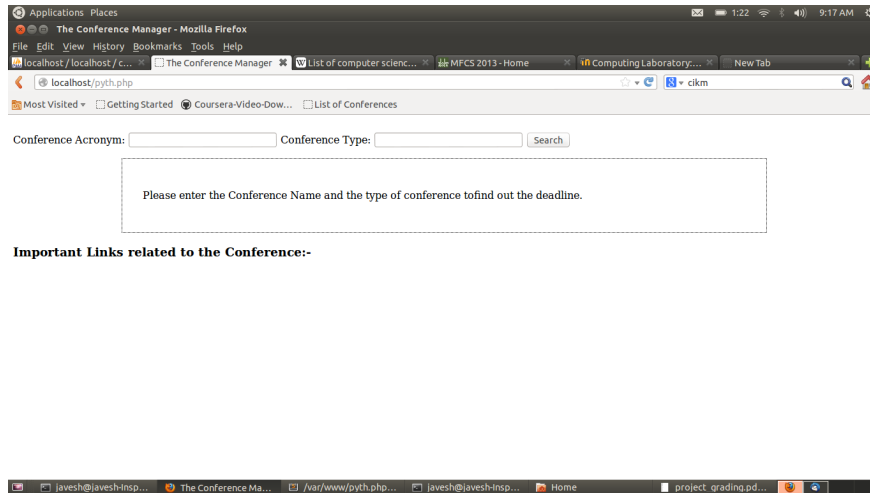 Applications Places 1:22 9:17 AM
The Conference Manager - Mozilla Firefox
File Edit View History Bookmarks Tools Help
localhost / localhost / c... The Conference Manager List of computer scienc... MFCS 2013 - Home Computing Laboratory:... New Tab
localhost/pyth.php cikm
Most Visited Getting Started Coursera-Video-Dow... List of Conferences
Conference Acronym: Conference Type: Search
Please enter the Conference Name and the type of conference tofind out the deadline.
Important Links related to the Conference:-
javesh@javesh-Insp... The Conference Ma... /var/www/pyth.php... javesh@javesh-Insp... Home project_grading.pd...